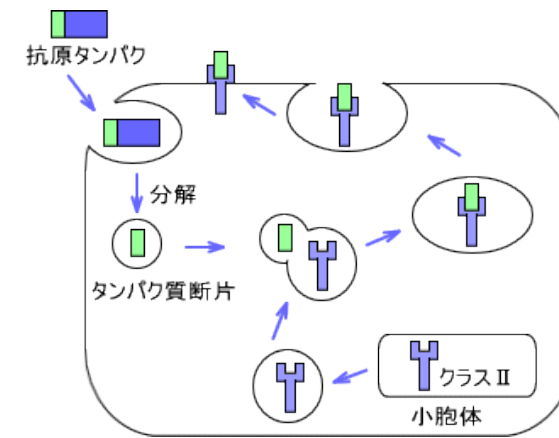 抗原タンパク
分解
タンパク質断片
クラスⅡ
小胞体